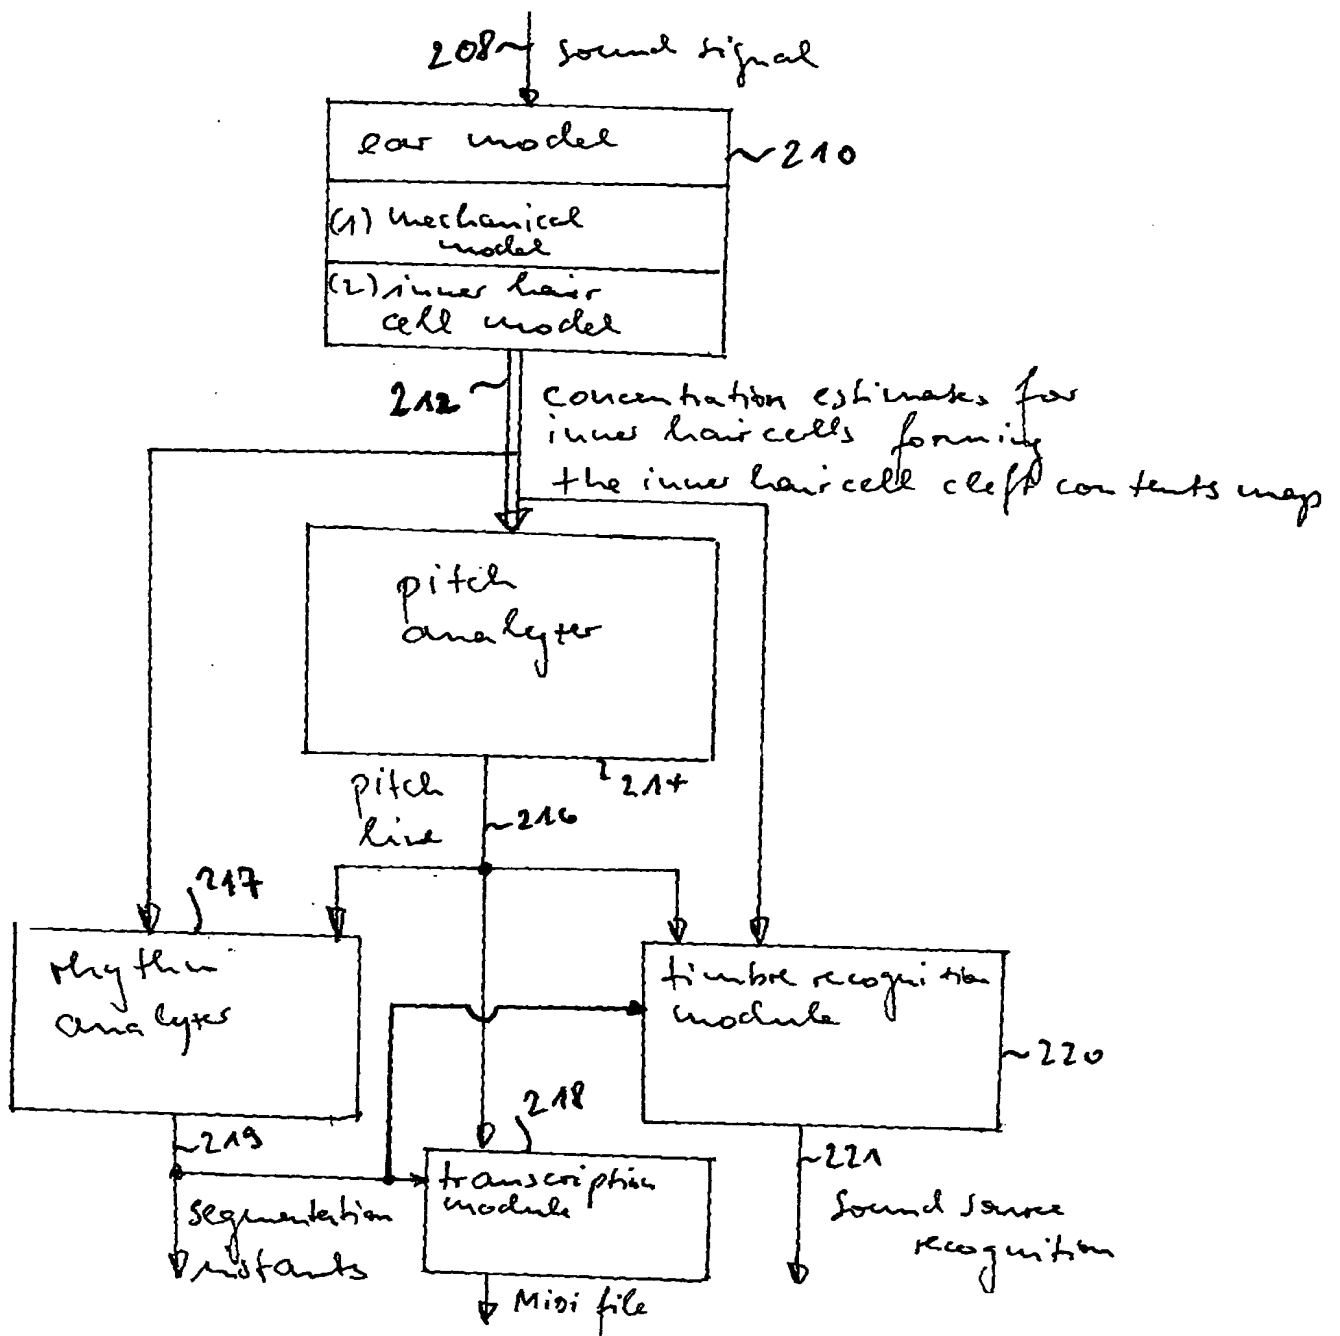 208 sound signal
ear model
210
(1) mechanical
model
(2) inner hair
cell model
212
concentration estimates for
inner hair cells forming
the inner hair cell cleft contents map
pitch
analyzer
214
pitch
line
216
217
rhythm
analyzer
timbre recognition
module
220
218
219
221
transcription
module
segmentation
instants
sound source
recognition
Midi file